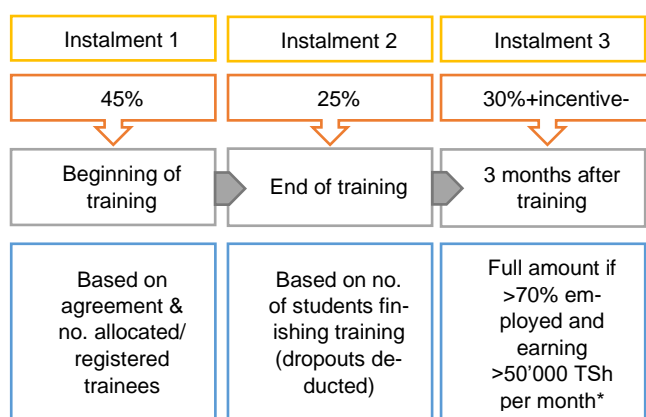 Instalment 1
Instalment 2
Instalment 3
45%
25%
30%+incentive-
Beginning of
training
End of training
3 months after
training
Based on
agreement &
no. allocated/
registered
trainees
Based on no.
of students fin-
ishing training
(dropouts de-
ducted)
Full amount if
>70% em-
ployed and
earning
>50'000 TSh
per month*